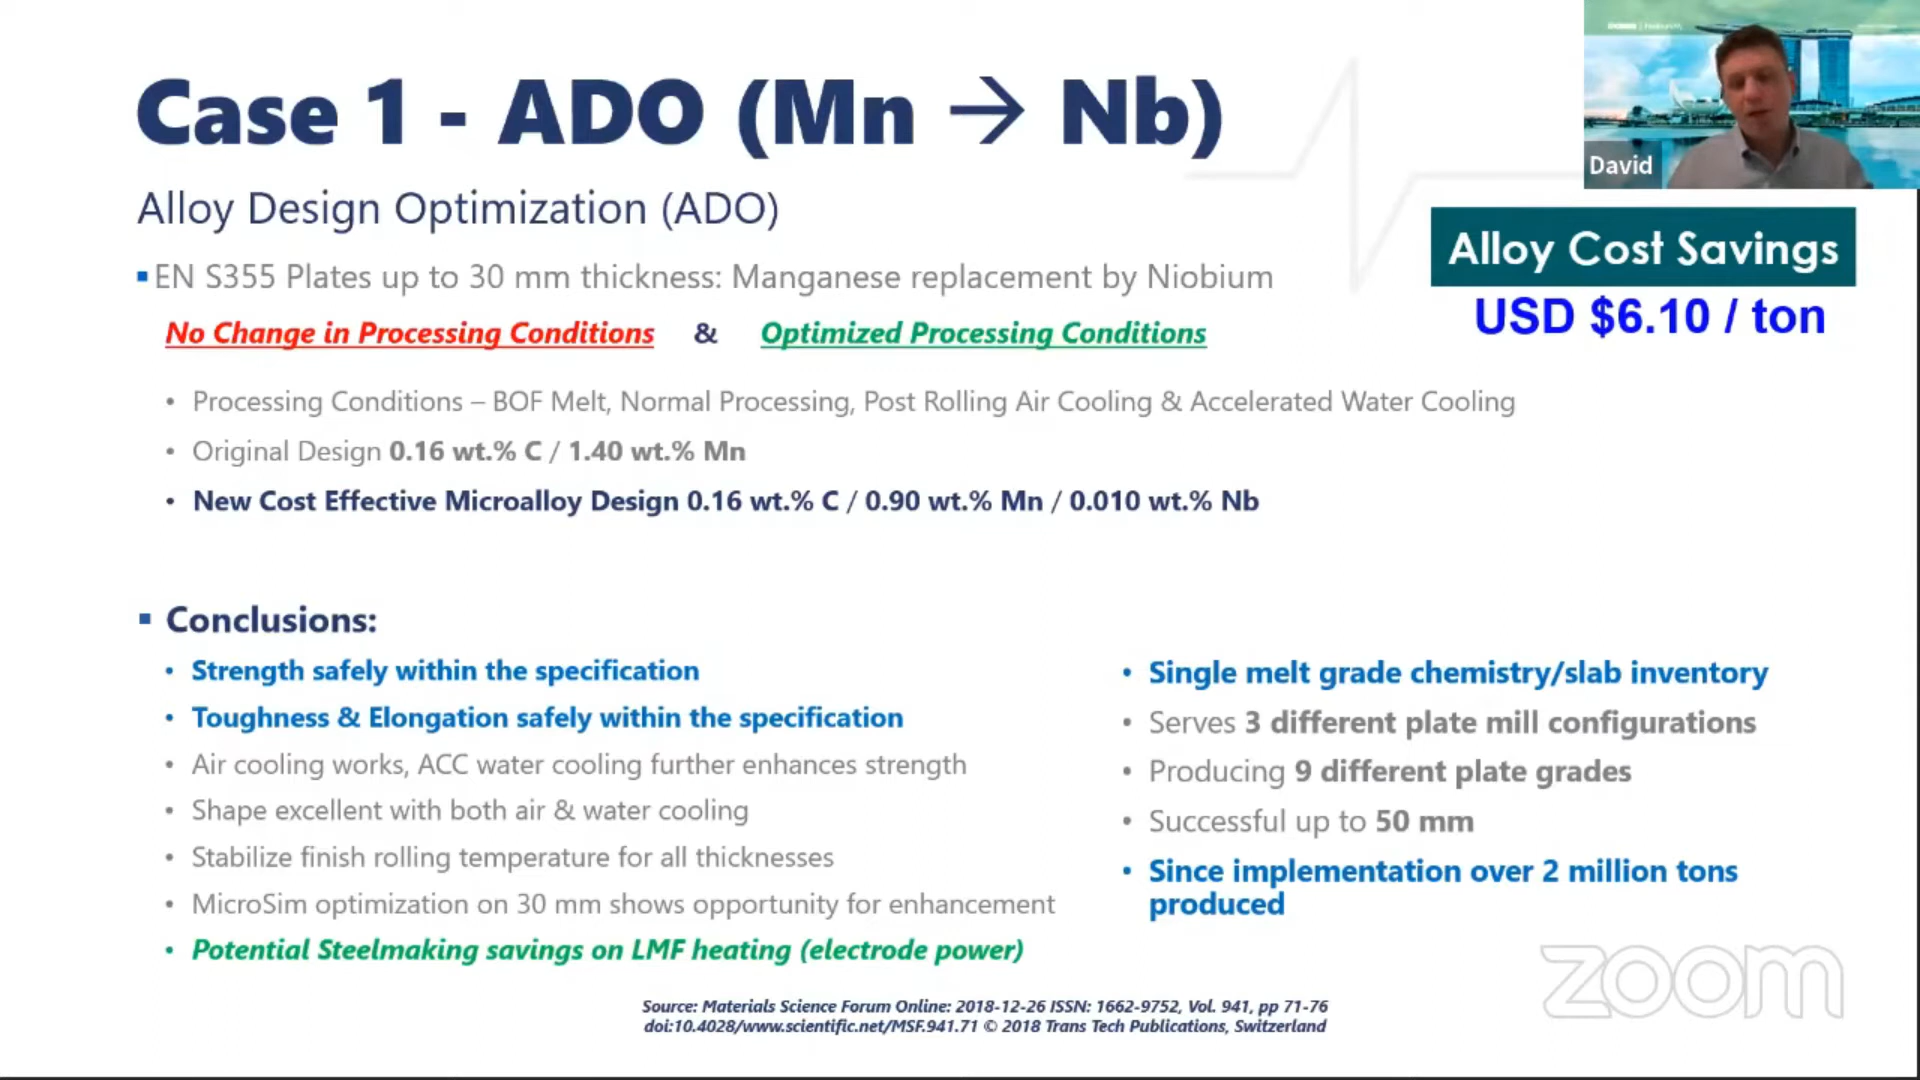 Case 1 - ADO (Mn → Nb)
David
Alloy Design Optimization (ADO)
Alloy Cost Savings
USD $6.10 / ton
▪ EN S355 Plates up to 30 mm thickness: Manganese replacement by Niobium
No Change in Processing Conditions & Optimized Processing Conditions
• Processing Conditions – BOF Melt, Normal Processing, Post Rolling Air Cooling & Accelerated Water Cooling
• Original Design 0.16 wt.% C / 1.40 wt.% Mn
• New Cost Effective Microalloy Design 0.16 wt.% C / 0.90 wt.% Mn / 0.010 wt.% Nb
▪ Conclusions:
• Strength safely within the specification
• Toughness & Elongation safely within the specification
• Air cooling works, ACC water cooling further enhances strength
• Shape excellent with both air & water cooling
• Stabilize finish rolling temperature for all thicknesses
• MicroSim optimization on 30 mm shows opportunity for enhancement
• Potential Steelmaking savings on LMF heating (electrode power)
• Single melt grade chemistry/slab inventory
• Serves 3 different plate mill configurations
• Producing 9 different plate grades
• Successful up to 50 mm
• Since implementation over 2 million tons
produced
Source: Materials Science Forum Online: 2018-12-26 ISSN: 1662-9752, Vol. 941, pp 71-76
doi:10.4028/www.scientific.net/MSF.941.71 © 2018 Trans Tech Publications, Switzerland
zoom